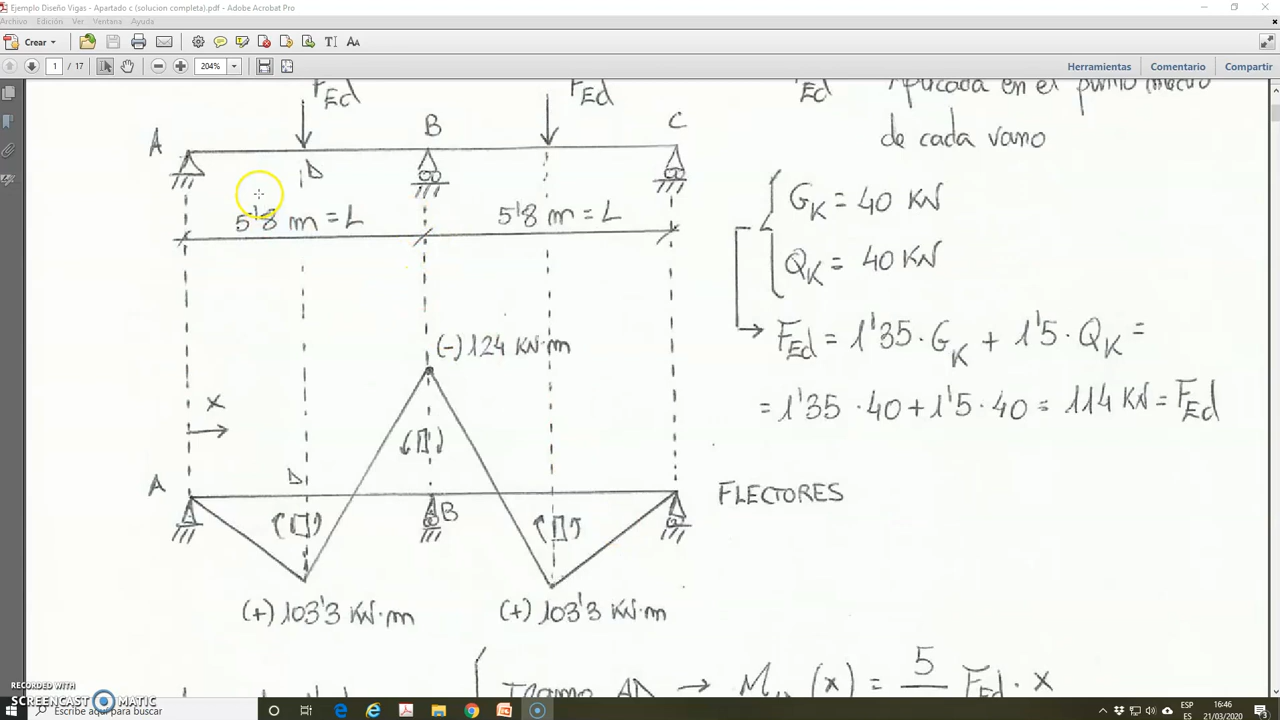 Ejemplo Diseño Vigas - Apartado c (solucion completa).pdf - Adobe Acrobat Pro
Archivo Edición Ver Ventana Ayuda
Crear
1 / 17
204%
Herramientas Comentario Compartir
FEd FEd FEd Aplicada en el punto medio
de cada vano
A B C
D
5'8 m = L 5'8 m = L
GK = 40 KN
QK = 40 KN
FEd = 1'35 · GK + 1'5 · QK =
= 1'35 · 40 + 1'5 · 40 = 114 KN = FEd
(-) 124 KN·m
x
A D B
FLECTORES
(+) 103'3 KN·m (+) 103'3 KN·m
Tramo AD → (x) = 5 FEd · x
RECORDED WITH
SCREENCAST MATIC
Escribe aquí para buscar
ESP
ES
16:46
21/03/2020